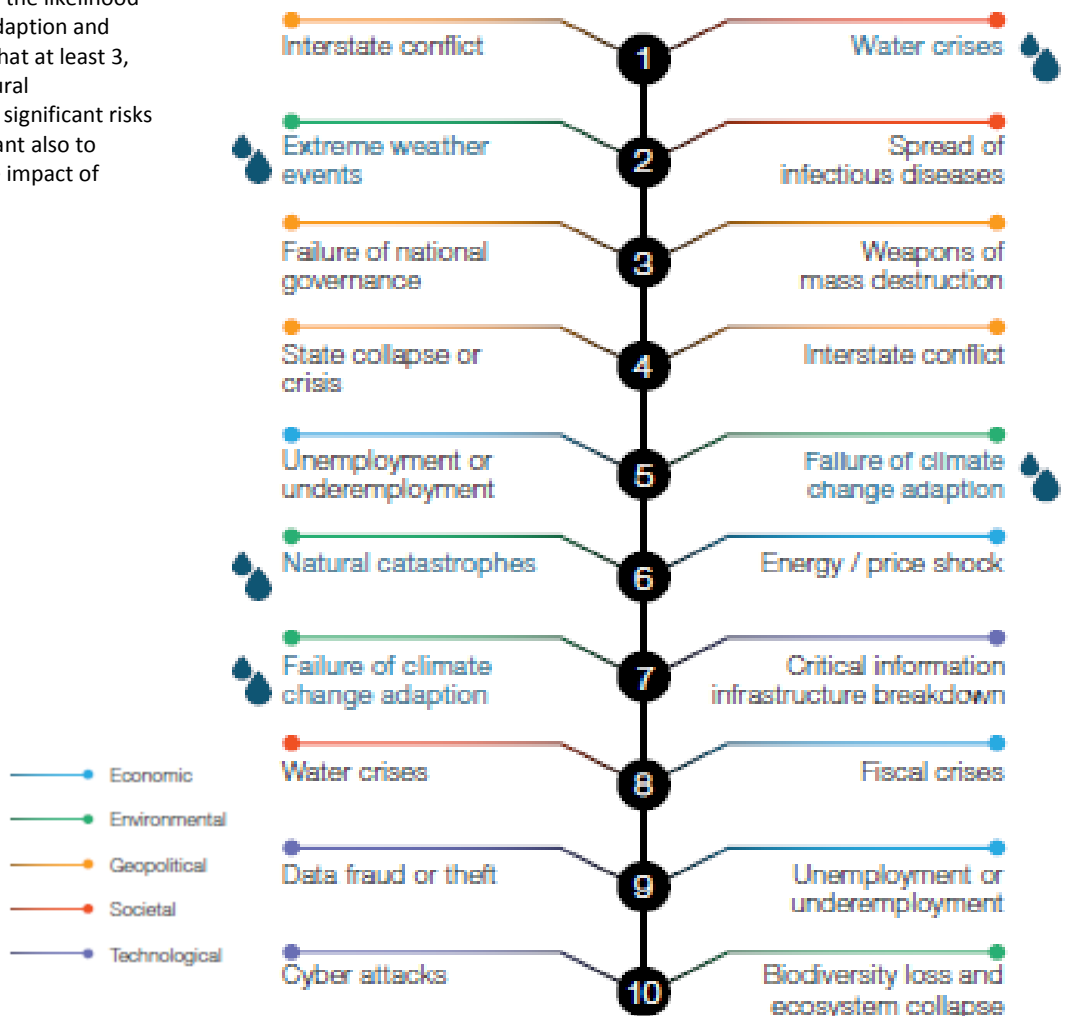 the likelihood
daption and
hat at least 3,
ural
significant risks
ant also to
impact of
Interstate conflict
1
Water crises
Extreme weather
events
2
Spread of
infectious diseases
Failure of national
governance
3
Weapons of
mass destruction
State collapse or
crisis
4
Interstate conflict
Unemployment or
underemployment
5
Failure of climate
change adaption
Natural catastrophes
6
Energy / price shock
Failure of climate
change adaption
7
Critical information
infrastructure breakdown
Water crises
8
Fiscal crises
Data fraud or theft
9
Unemployment or
underemployment
Cyber attacks
10
Biodiversity loss and
ecosystem collapse
Economic
Environmental
Geopolitical
Societal
Technological